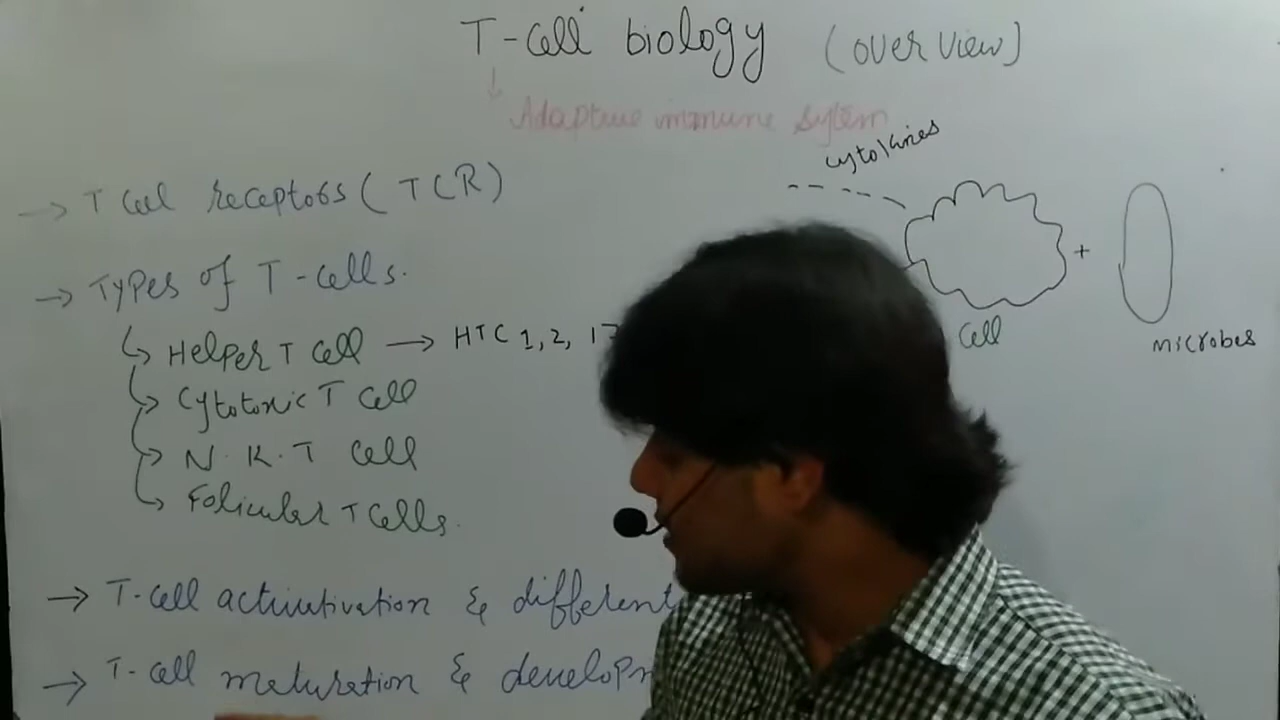 T-cell biology (over view)
↓
Adaptive immune system
cytokines
→ T cell receptors (TCR)
→ Types of T-cells.
Helper T cell → HTC 1, 2, 17
cell
microbes
Cytotoxic T cell
N.K.T cell
Folicular T cells.
→ T-cell actiutivation & different
→ T-cell maturation & developm